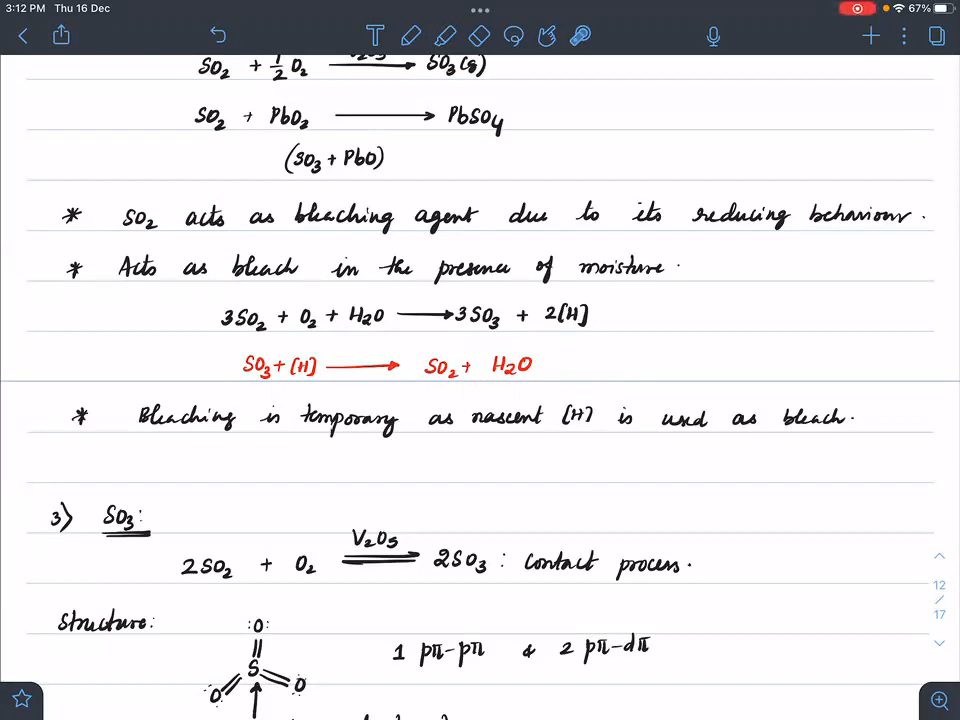 3:12 PM Thu 16 Dec
67%
SO2 + 1/2 O2 → SO3(g)
SO2 + PbO2 → PbSO4
(SO3 + PbO)
* SO2 acts as bleaching agent due to its reducing behaviour.
* Acts as bleach in the presence of moisture.
3SO2 + O2 + H2O → 3SO3 + 2[H]
SO3 + [H] → SO2 + H2O
* Bleaching is temporary as nascent [H] is used as bleach.
3) SO3:
V2O5
2SO2 + O2 ⟶ 2SO3 : Contact process.
Structure:
:O:
S
O O
1 pπ-pπ & 2 pπ-dπ
12
/
17